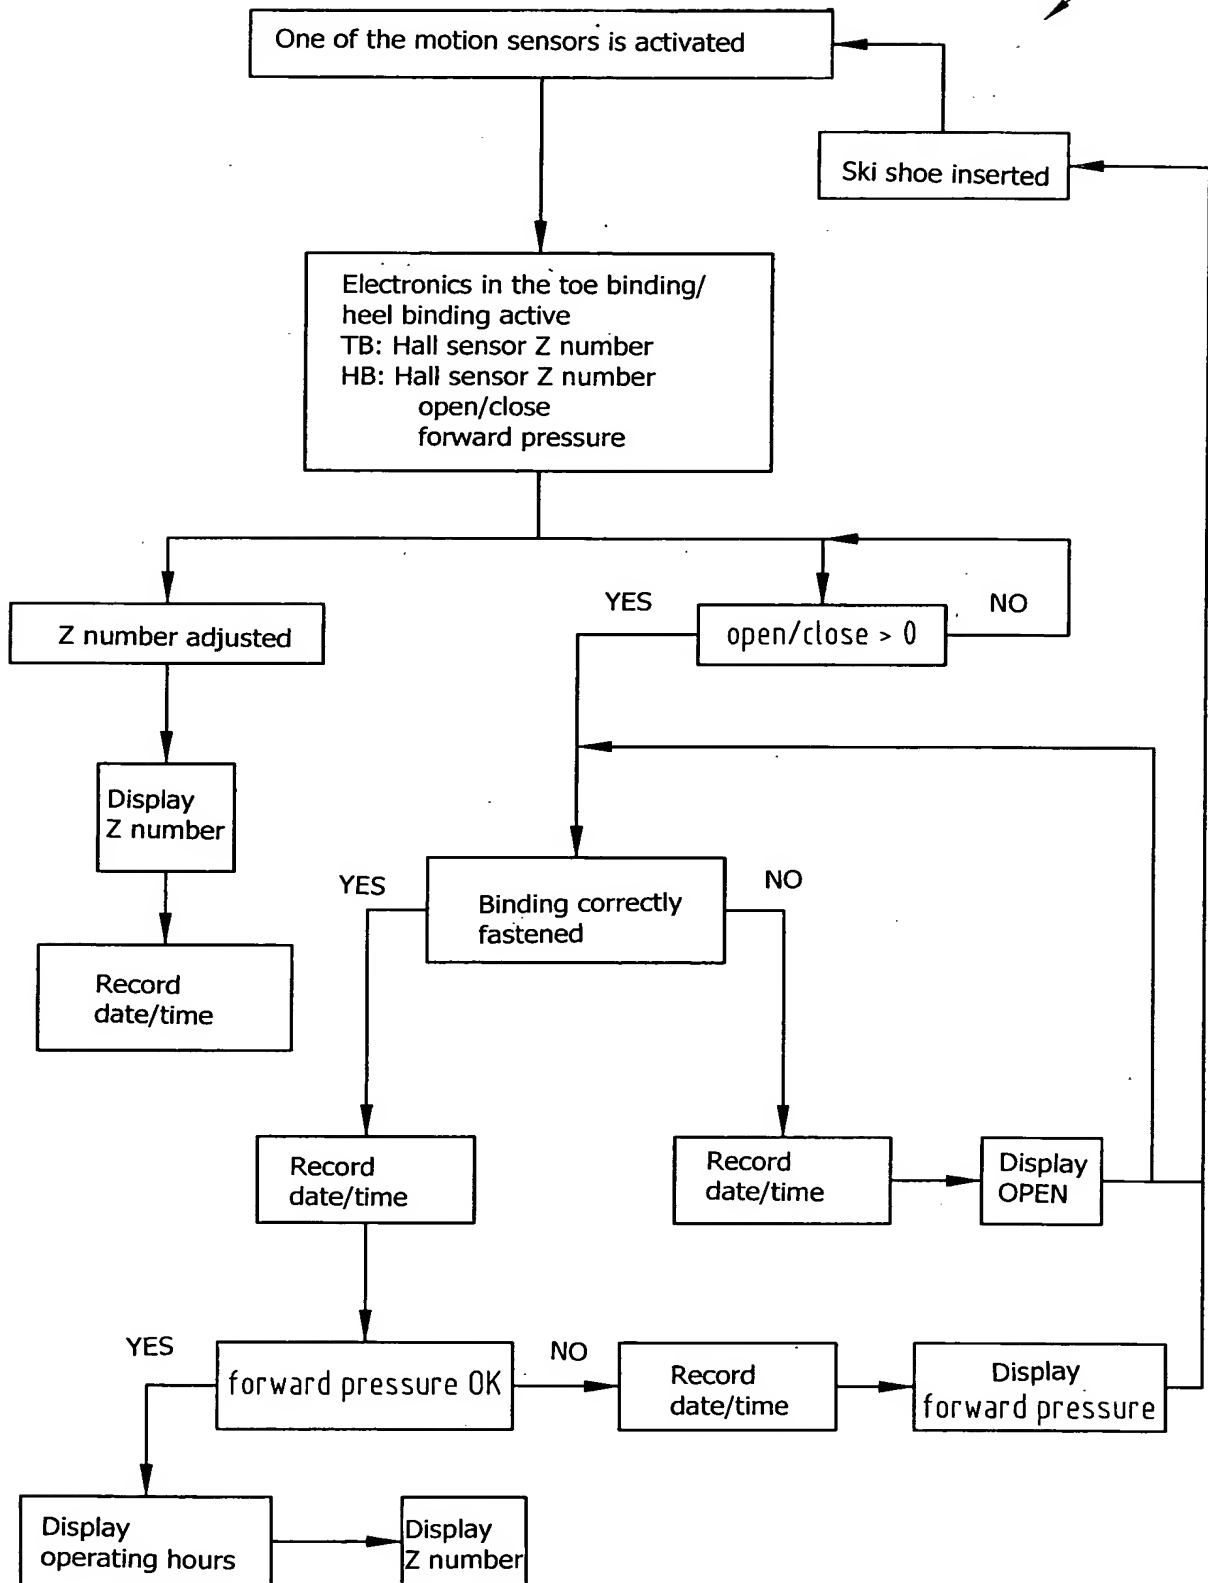 One of the motion sensors is activated
Ski shoe inserted
Electronics in the toe binding/
heel binding active
TB: Hall sensor Z number
HB: Hall sensor Z number
open/close
forward pressure
Z number adjusted
YES
open/close > 0
NO
Display
Z number
Record
date/time
YES
Binding correctly
fastened
NO
Record
date/time
Record
date/time
Display
OPEN
YES
forward pressure OK
NO
Record
date/time
Display
forward pressure
Display
operating hours
Display
Z number